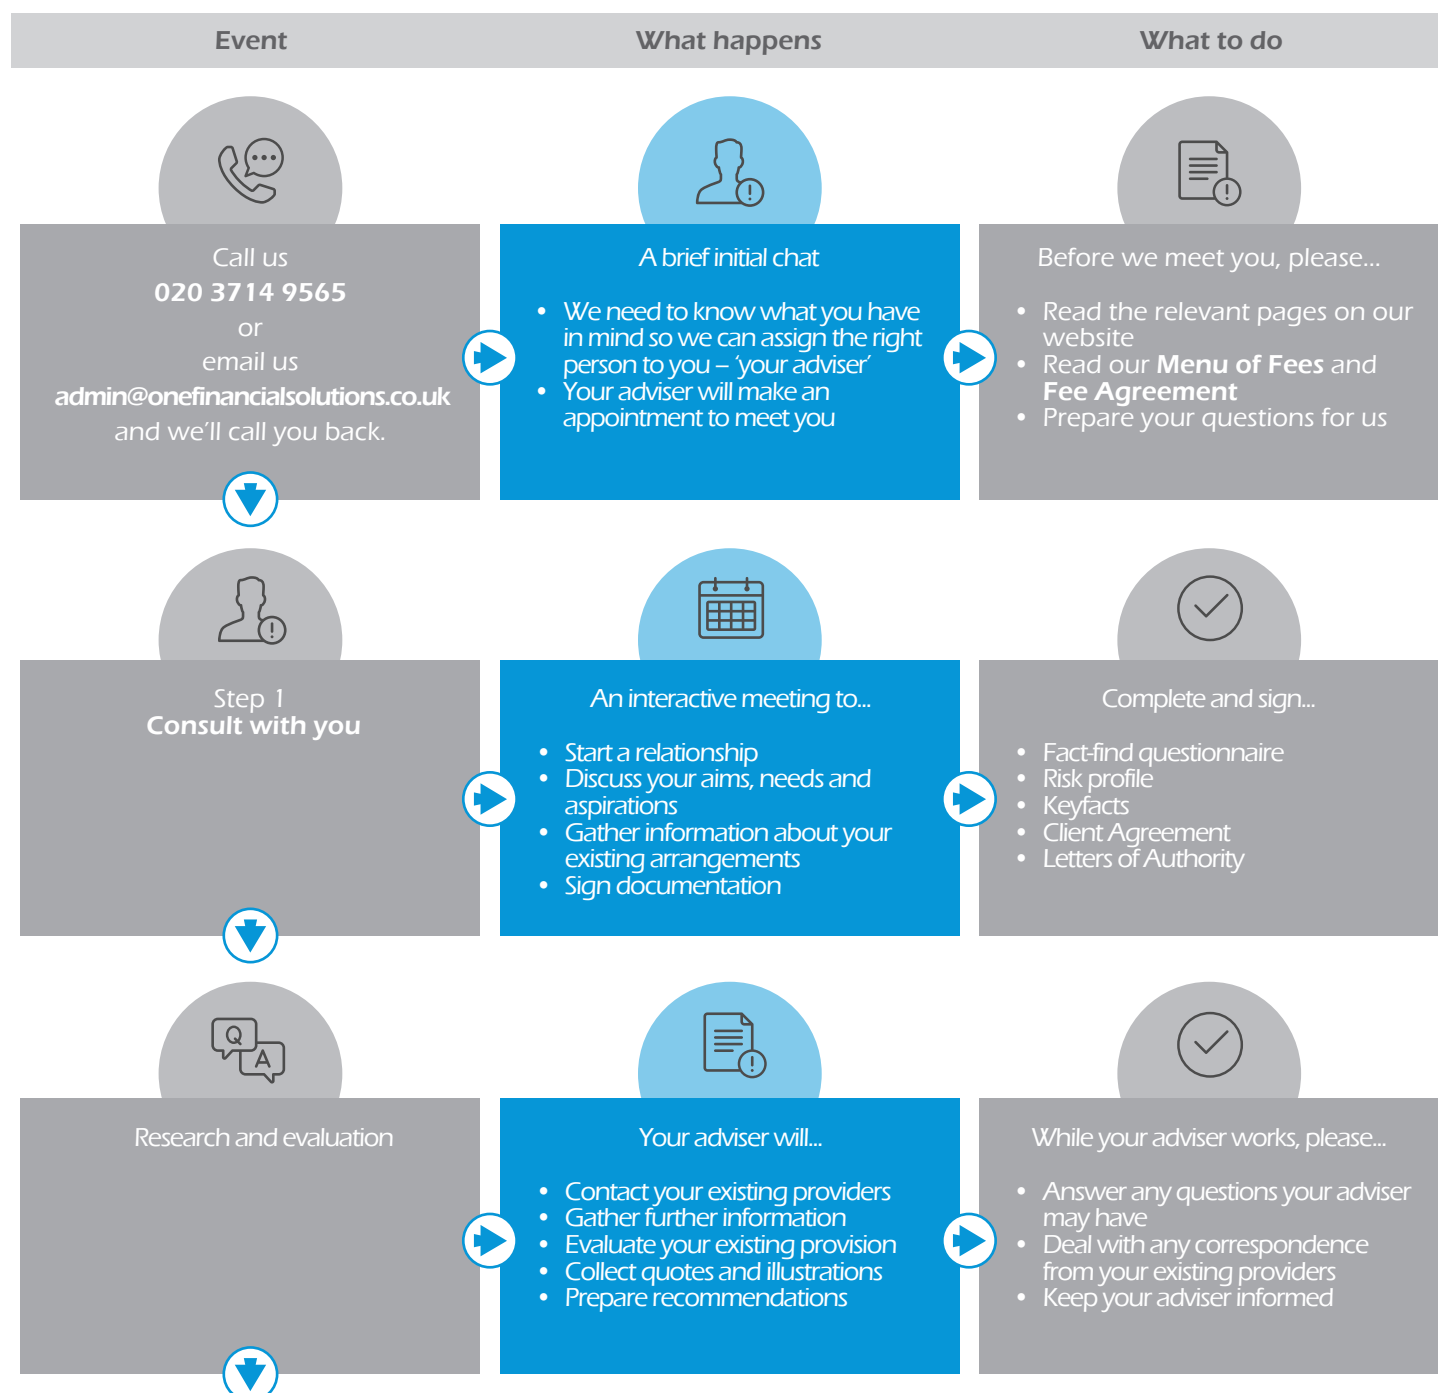 Event
What happens
What to do
Call us
020 3714 9565
or
email us
admin@onefinancialsolutions.co.uk
and we'll call you back.
A brief initial chat
• We need to know what you have
in mind so we can assign the right
person to you – ‘your adviser’
• Your adviser will make an
appointment to meet you
Before we meet you, please...
• Read the relevant pages on our
website
• Read our Menu of Fees and
Fee Agreement
• Prepare your questions for us
Step 1
Consult with you
An interactive meeting to...
• Start a relationship
• Discuss your aims, needs and
aspirations
• Gather information about your
existing arrangements
• Sign documentation
Complete and sign...
• Fact-find questionnaire
• Risk profile
• Keyfacts
• Client Agreement
• Letters of Authority
Q
A
Research and evaluation
Your adviser will...
• Contact your existing providers
• Gather further information
• Evaluate your existing provision
• Collect quotes and illustrations
• Prepare recommendations
While your adviser works, please...
• Answer any questions your adviser
may have
• Deal with any correspondence
from your existing providers
• Keep your adviser informed